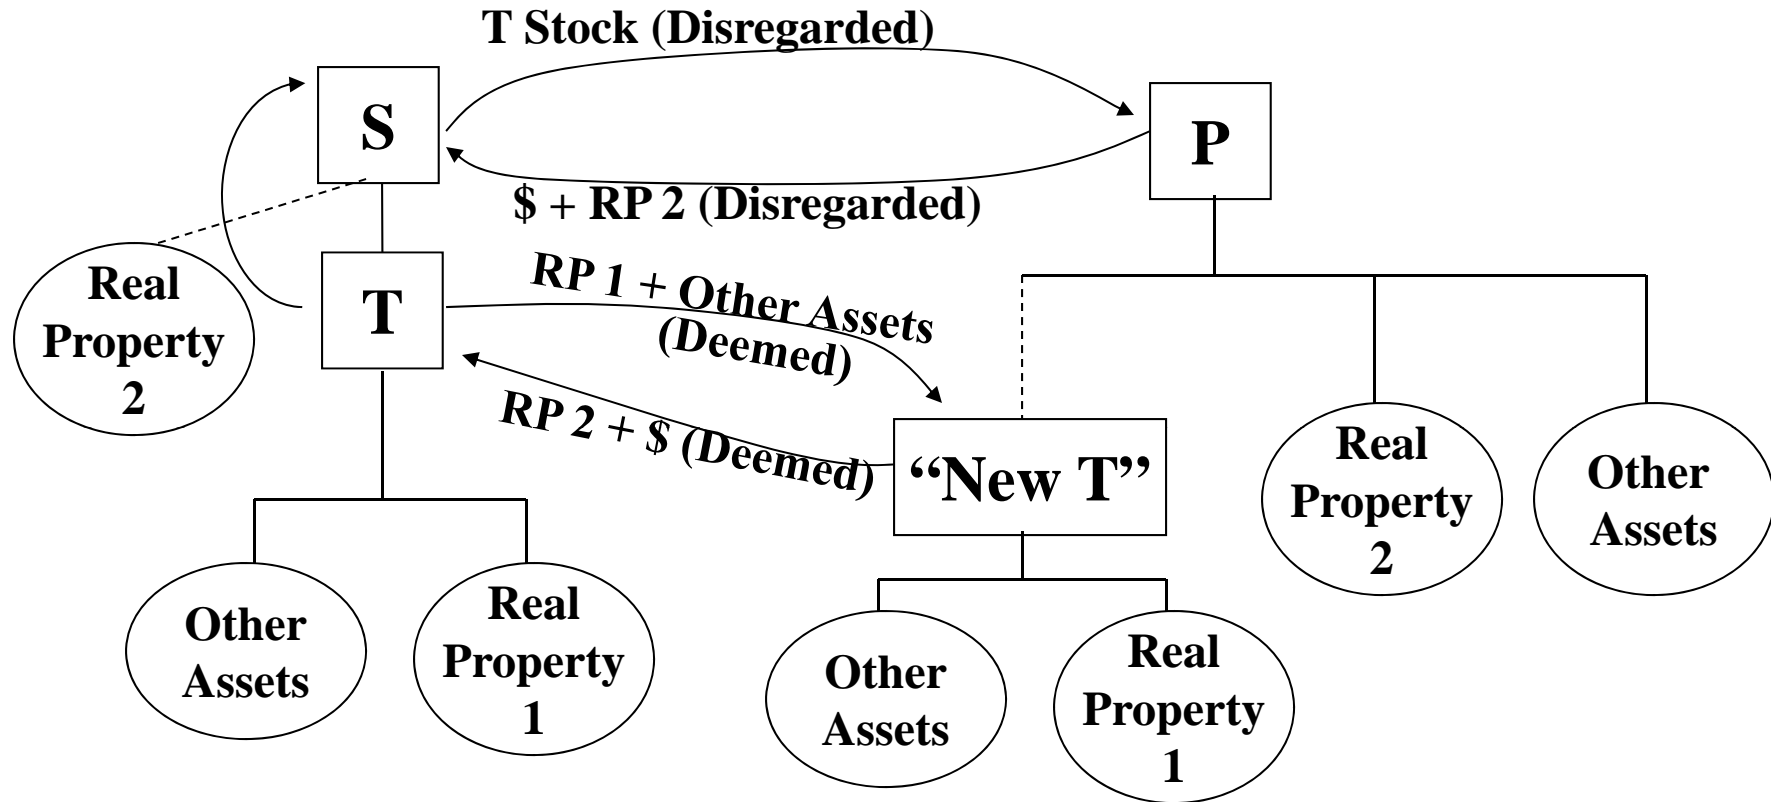 T Stock (Disregarded)
S
P
$ + RP 2 (Disregarded)
Real
Property
2
T
RP 1 + Other Assets
(Deemed)
RP 2 + $ (Deemed)
“New T”
Real
Property
2
Other
Assets
Other
Assets
Real
Property
1
Other
Assets
Real
Property
1